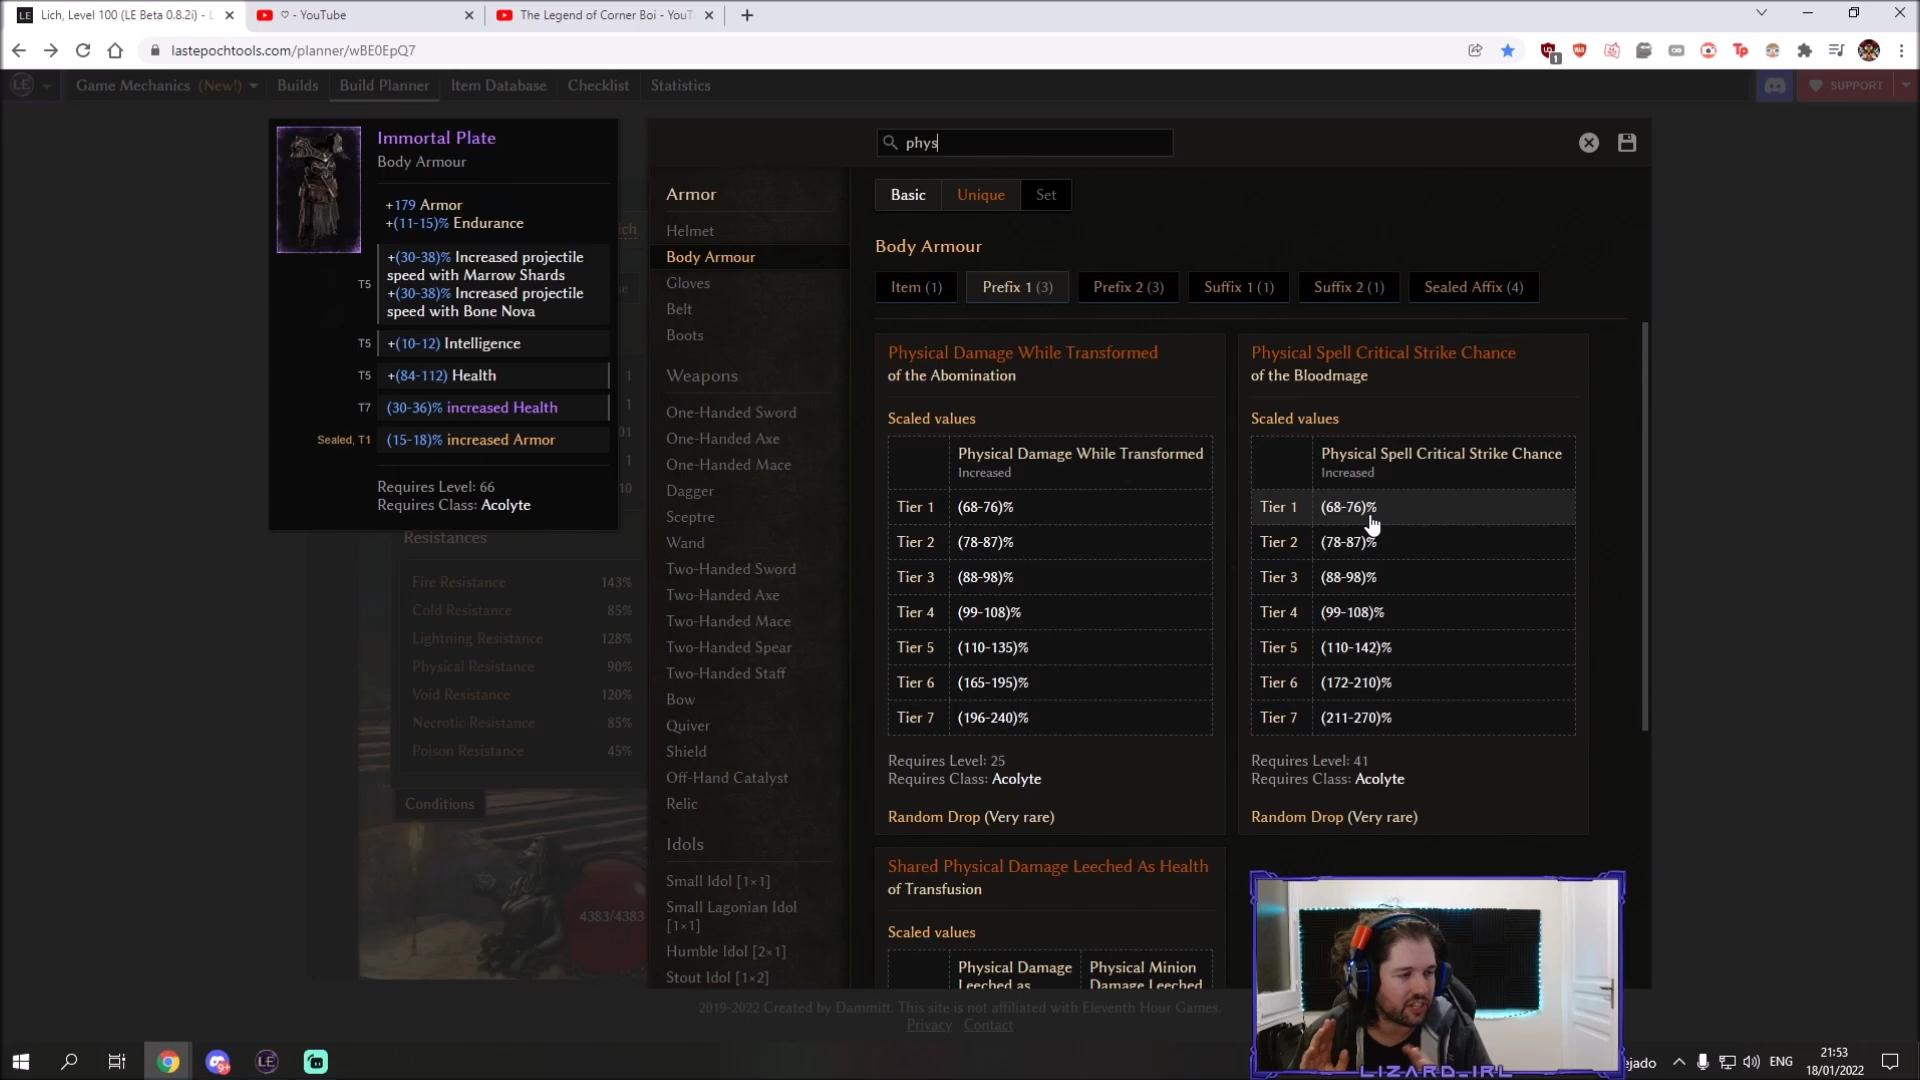 Lich, Level 100 (LE Beta 0.8.2i) -
♡ - YouTube
The Legend of Corner Boi - YouT
lastepochtools.com/planner/wBE0EpQ7
Game Mechanics (New!)
Builds
Build Planner
Item Database
Checklist
Statistics
SUPPORT
Immortal Plate
Body Armour
+179 Armor
+(11-15)% Endurance
T5
+(30-38)% Increased projectile
speed with Marrow Shards
+(30-38)% Increased projectile
speed with Bone Nova
T5 +(10-12) Intelligence
T5 +(84-112) Health
T7 (30-36)% increased Health
Sealed, T1 (15-18)% increased Armor
Requires Level: 66
Requires Class: Acolyte
Resistances
Fire Resistance 143%
Cold Resistance 85%
Lightning Resistance 128%
Physical Resistance 90%
Void Resistance 120%
Necrotic Resistance 85%
Poison Resistance 45%
Conditions
4383/4383
phys
Armor
Helmet
Body Armour
Gloves
Belt
Boots
Weapons
One-Handed Sword
One-Handed Axe
One-Handed Mace
Dagger
Sceptre
Wand
Two-Handed Sword
Two-Handed Axe
Two-Handed Mace
Two-Handed Spear
Two-Handed Staff
Bow
Quiver
Shield
Off-Hand Catalyst
Relic
Idols
Small Idol [1×1]
Small Lagonian Idol
[1×1]
Humble Idol [2×1]
Stout Idol [1×2]
Basic
Unique
Set
Body Armour
Item (1)
Prefix 1 (3)
Prefix 2 (3)
Suffix 1 (1)
Suffix 2 (1)
Sealed Affix (4)
Physical Damage While Transformed
of the Abomination
Scaled values
Physical Damage While Transformed
Increased
Tier 1 (68-76)%
Tier 2 (78-87)%
Tier 3 (88-98)%
Tier 4 (99-108)%
Tier 5 (110-135)%
Tier 6 (165-195)%
Tier 7 (196-240)%
Requires Level: 25
Requires Class: Acolyte
Random Drop (Very rare)
Physical Spell Critical Strike Chance
of the Bloodmage
Scaled values
Physical Spell Critical Strike Chance
Increased
Tier 1 (68-76)%
Tier 2 (78-87)%
Tier 3 (88-98)%
Tier 4 (99-108)%
Tier 5 (110-142)%
Tier 6 (172-210)%
Tier 7 (211-270)%
Requires Level: 41
Requires Class: Acolyte
Random Drop (Very rare)
Shared Physical Damage Leeched As Health
of Transfusion
Scaled values
Physical Damage
Leeched as
Physical Minion
Damage Leeched
2019-2022 Created by Dammitt. This site is not affiliated with Eleventh Hour Games.
Privacy
Contact
LIZARD_IRL
ejado
ENG
21:53
18/01/2022